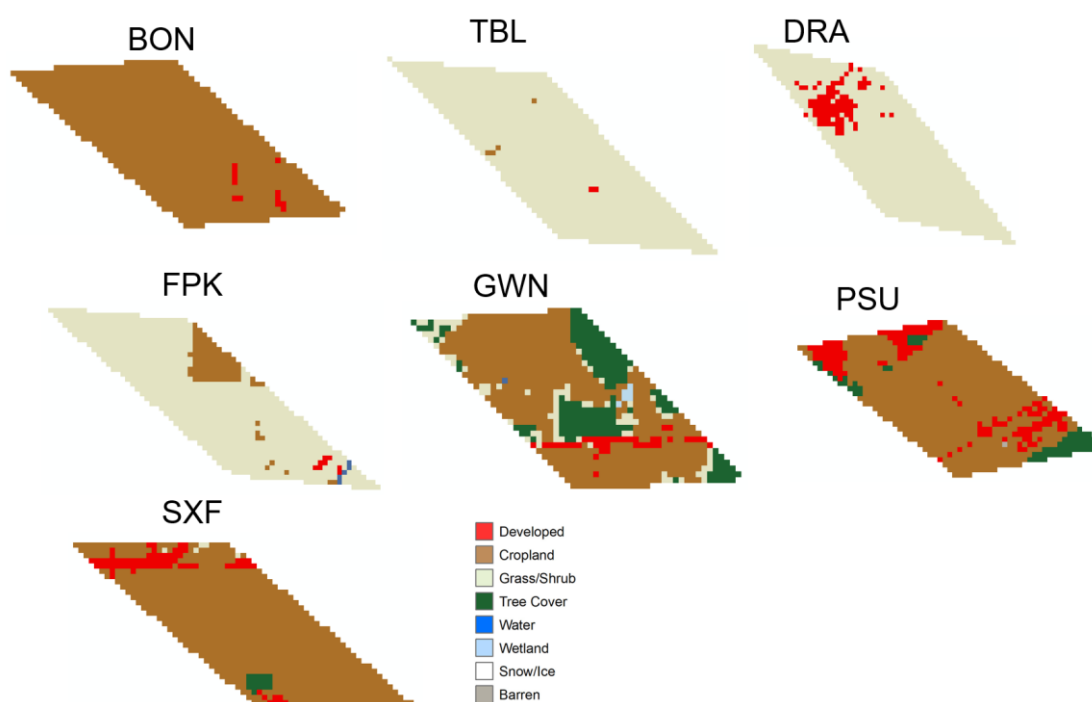 BON
TBL
DRA
FPK
GWN
PSU
SXF
Developed
Cropland
Grass/Shrub
Tree Cover
Water
Wetland
Snow/Ice
Barren